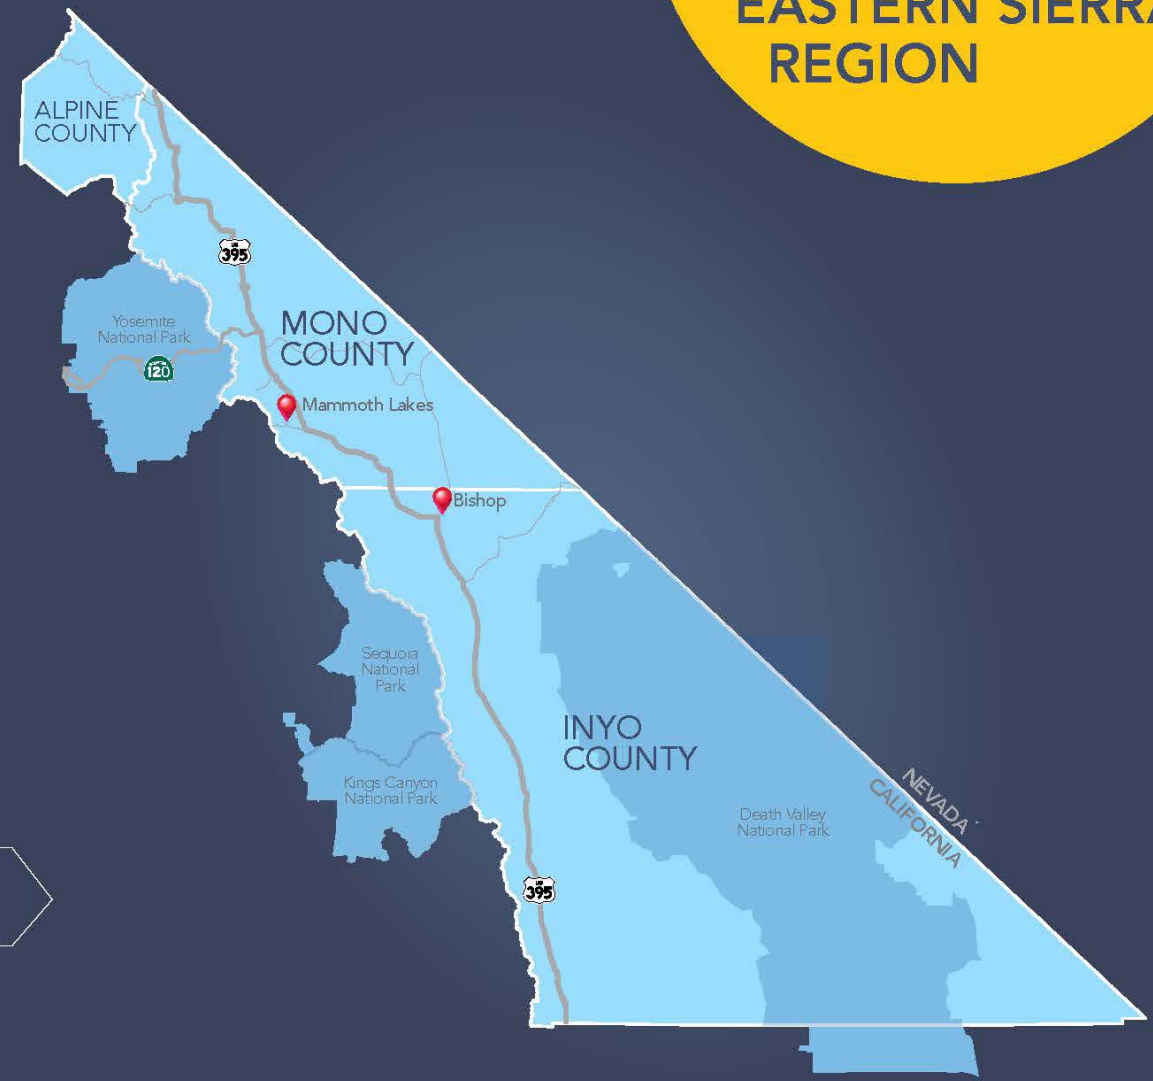 EASTERN SIERRA
REGION
ALPINE
COUNTY
395
MONO
COUNTY
Yosemite
National Park
120
Mammoth Lakes
Bishop
Sequoia
National
Park
INYO
COUNTY
Kings Canyon
National Park
Death Valley
National Park
NEVADA
CALIFORNIA
395